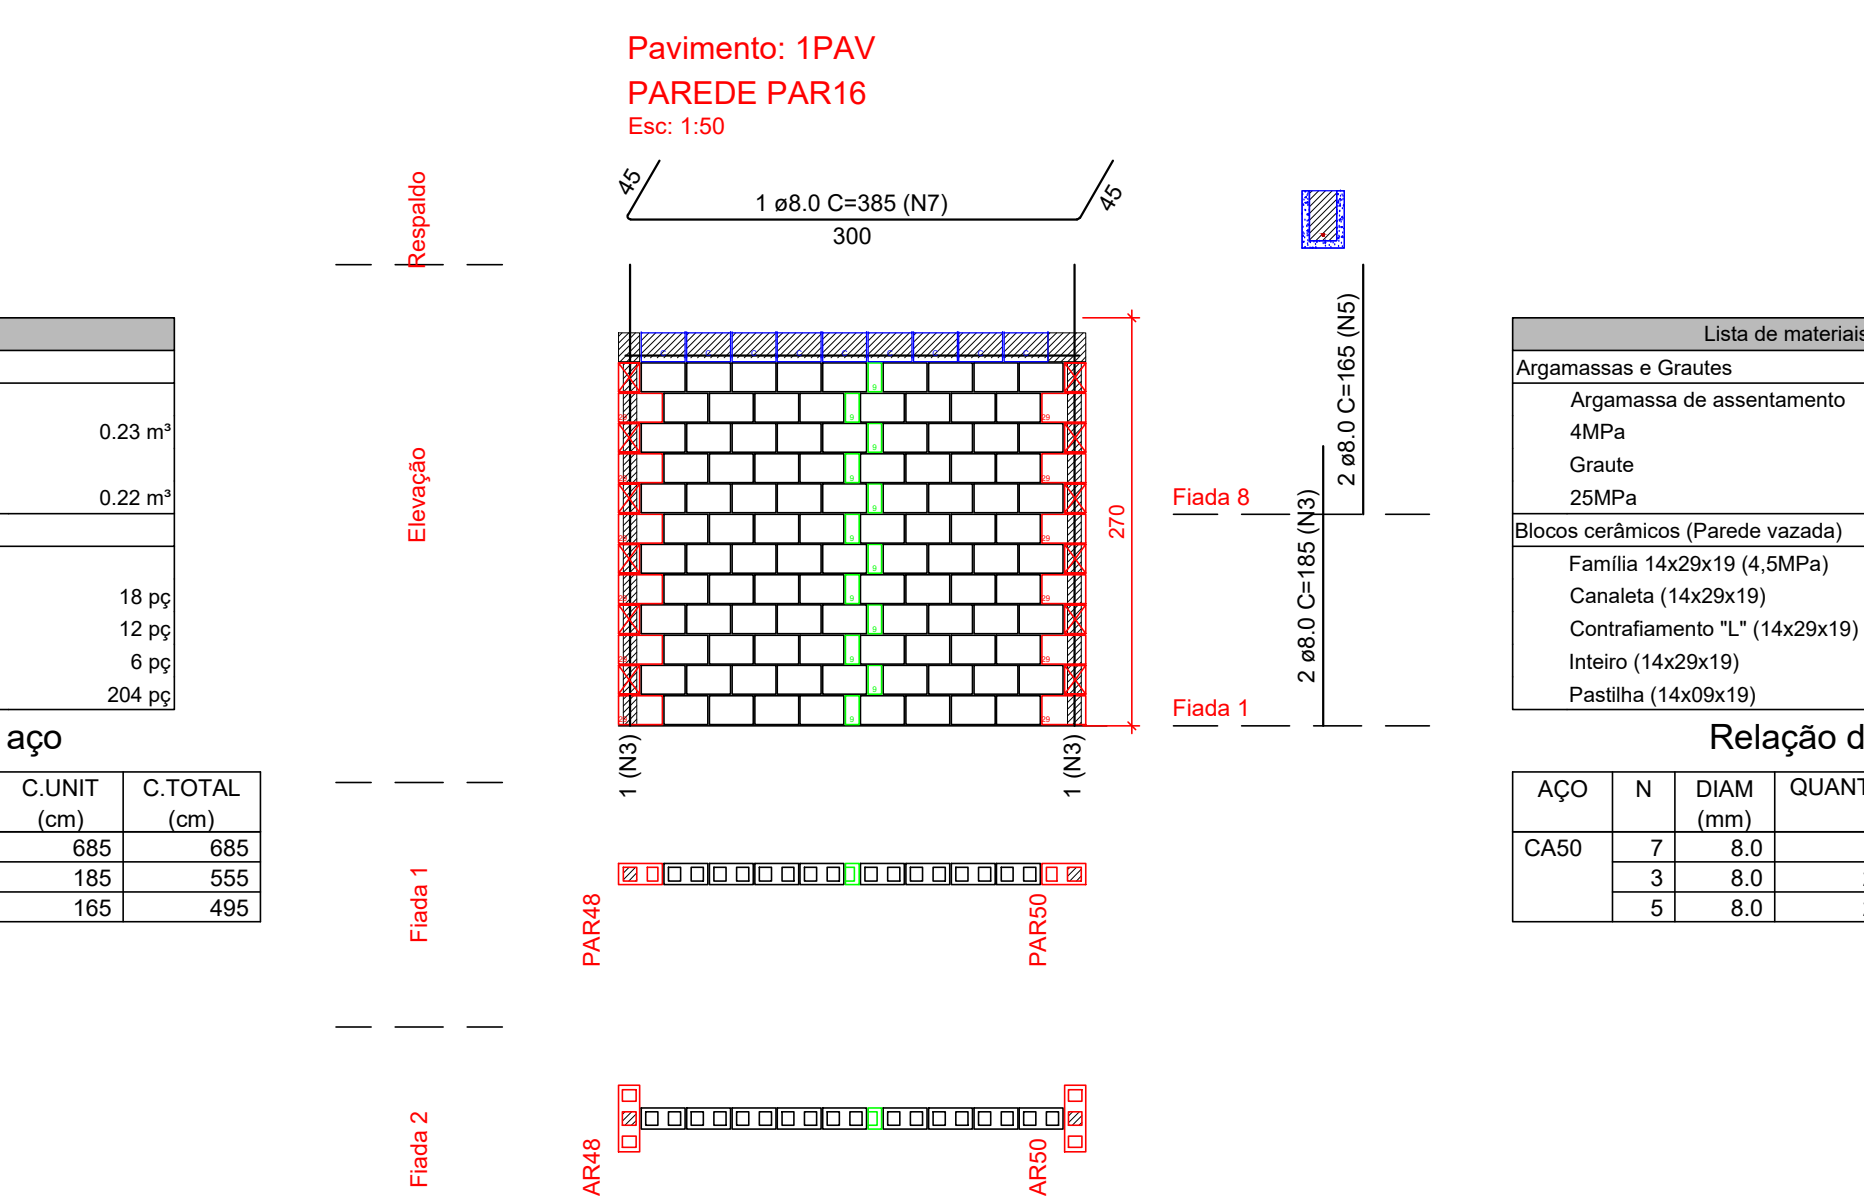 Pavimento: 1PAV
PAREDE PAR16
Esc: 1:50
45
1 ø8.0 C=385 (N7)
300
45
Respaldo
Elevação
270
2 ø8.0 C=165 (N5)
2 ø8.0 C=185 (N3)
Fiada 8
Fiada 1
1 (N3)
1 (N3)
Fiada 1
PAR48
PAR50
Fiada 2
AR48
AR50
0.23 m³
0.22 m³
18 pç
12 pç
6 pç
204 pç
aço
C.UNIT C.TOTAL
(cm) (cm)
685 685
185 555
165 495
Lista de materiais
Argamassas e Grautes
Argamassa de assentamento
4MPa
Graute
25MPa
Blocos cerâmicos (Parede vazada)
Família 14x29x19 (4,5MPa)
Canaleta (14x29x19)
Contrafiamento "L" (14x29x19)
Inteiro (14x29x19)
Pastilha (14x09x19)
Relação d
AÇO N DIAM QUANT
(mm)
CA50 7 8.0
3 8.0
5 8.0